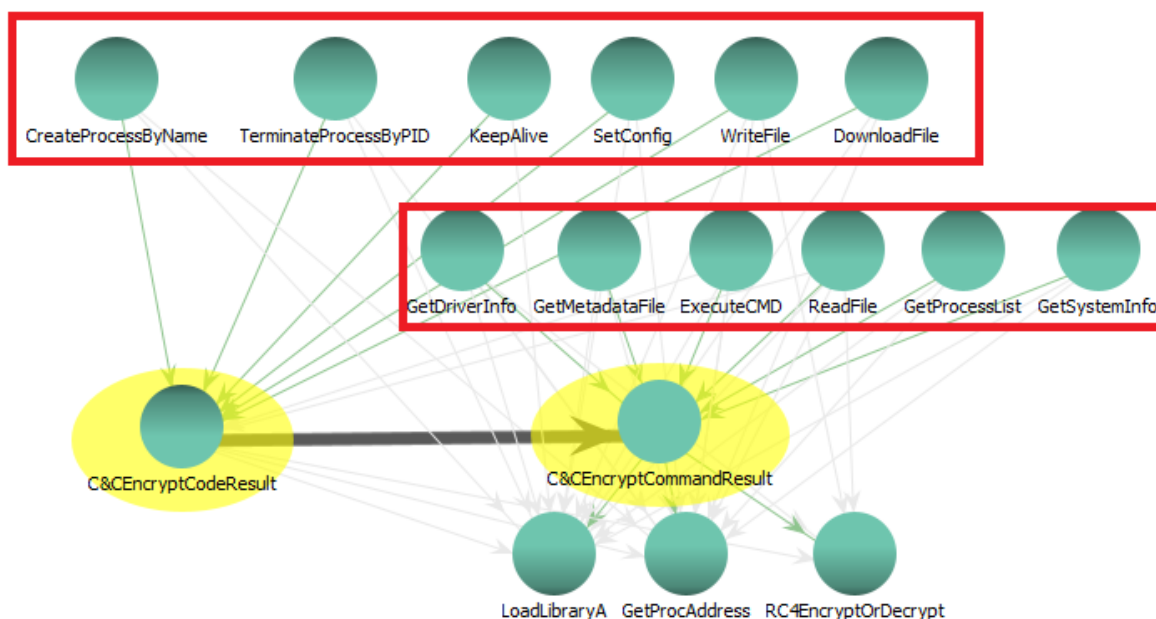 CreateProcessByName TerminateProcessByPID KeepAlive SetConfig WriteFile DownloadFile
GetDriverInfo GetMetadataFile ExecuteCMD ReadFile GetProcessList GetSystemInfo
C&CEncryptCodeResult C&CEncryptCommandResult
LoadLibraryA GetProcAddress RC4EncryptOrDecrypt